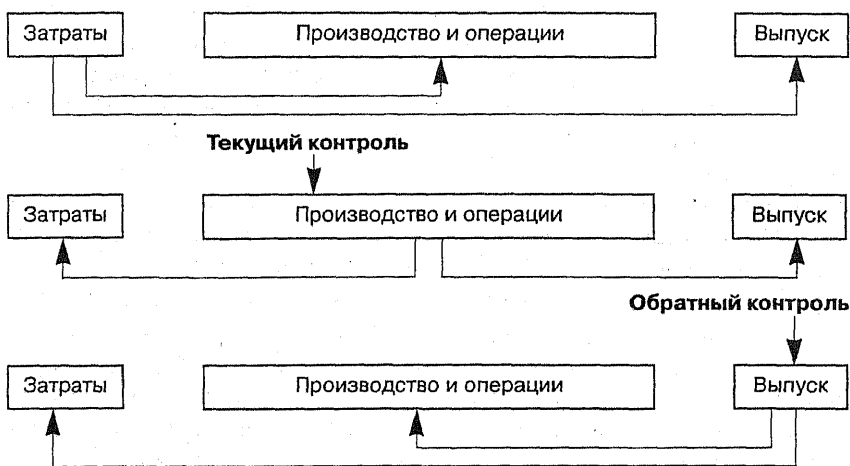 Затраты Производство и операции Выпуск
Текущий контроль
Затраты Производство и операции Выпуск
Обратный контроль
Затраты Производство и операции Выпуск